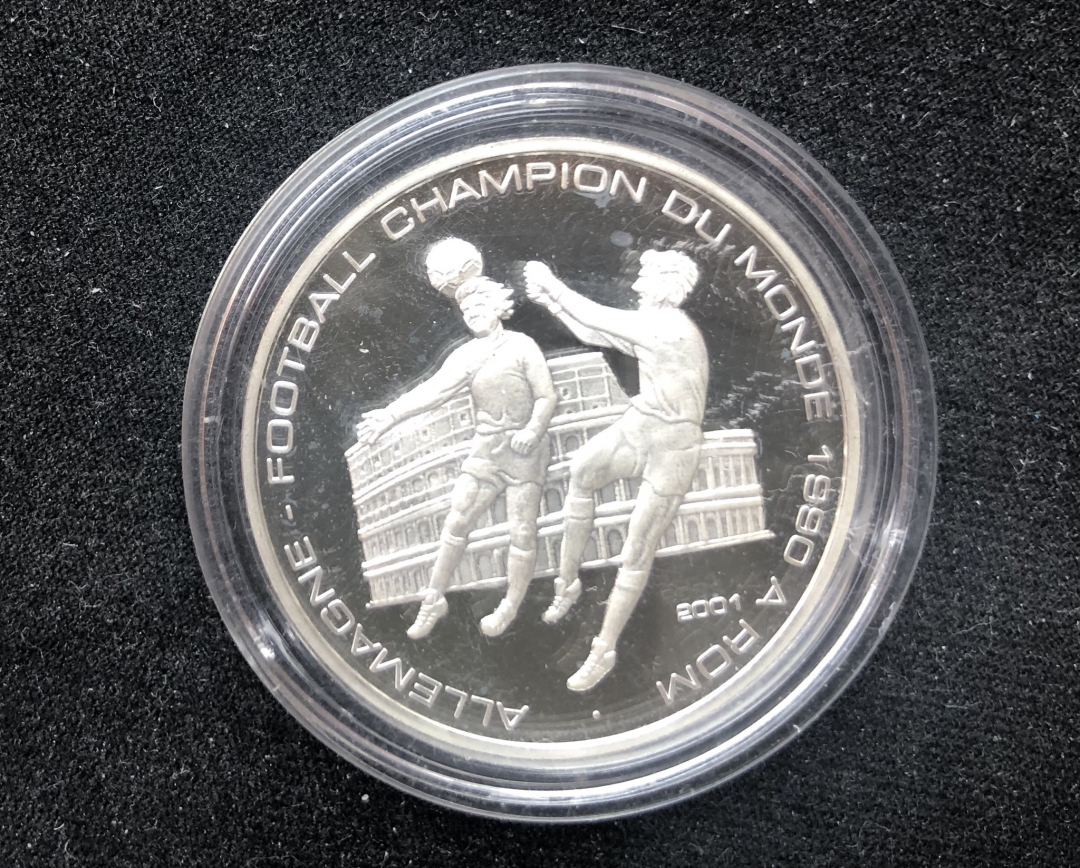 ALLEMAGNE - FOOTBALL CHAMPION DU MONDE 1990 A ROM •
2001